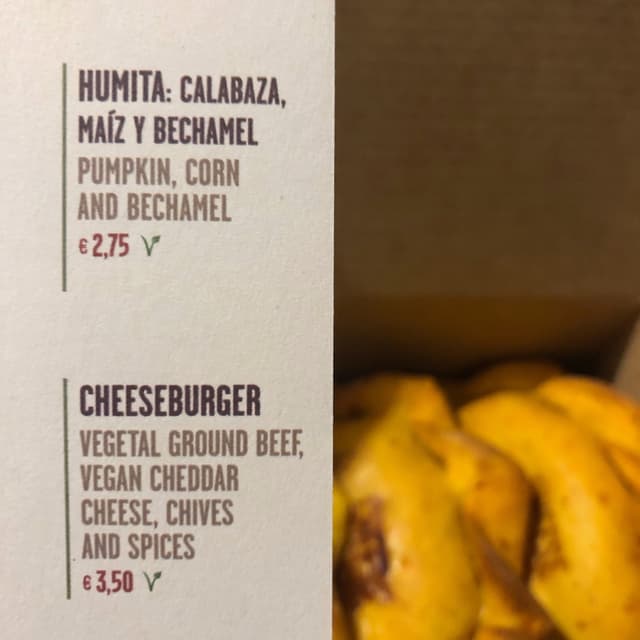 HUMITA: CALABAZA,
MAÍZ Y BECHAMEL
PUMPKIN, CORN
AND BECHAMEL
€ 2,75
CHEESEBURGER
VEGETAL GROUND BEEF,
VEGAN CHEDDAR
CHEESE, CHIVES
AND SPICES
€ 3,50